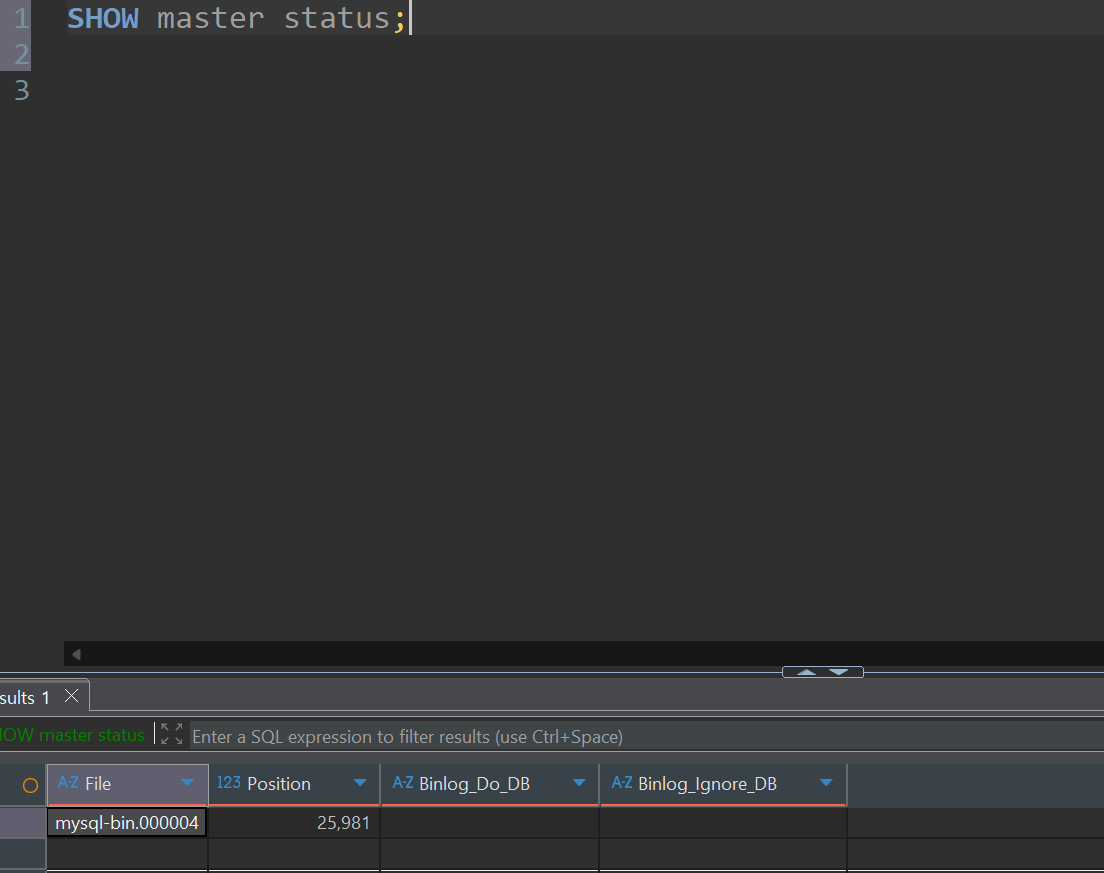 1 SHOW master status;
2
3
sults 1
OW master status Enter a SQL expression to filter results (use Ctrl+Space)
A-Z File 123 Position A-Z Binlog_Do_DB A-Z Binlog_Ignore_DB
mysql-bin.000004 25,981